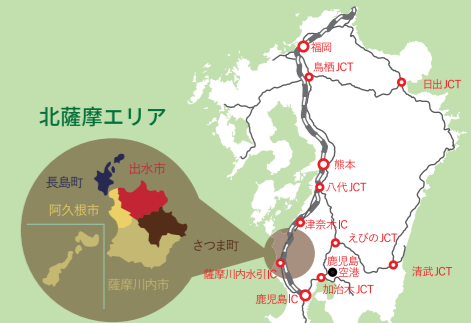 福岡
鳥栖JCT
日出JCT
北薩摩エリア
熊本
長島町
出水市
八代JCT
阿久根市
津奈木IC
さつま町
えびのJCT
鹿児島
空港
薩摩川内水引IC
清武JCT
薩摩川内市
加治木JCT
鹿児島IC